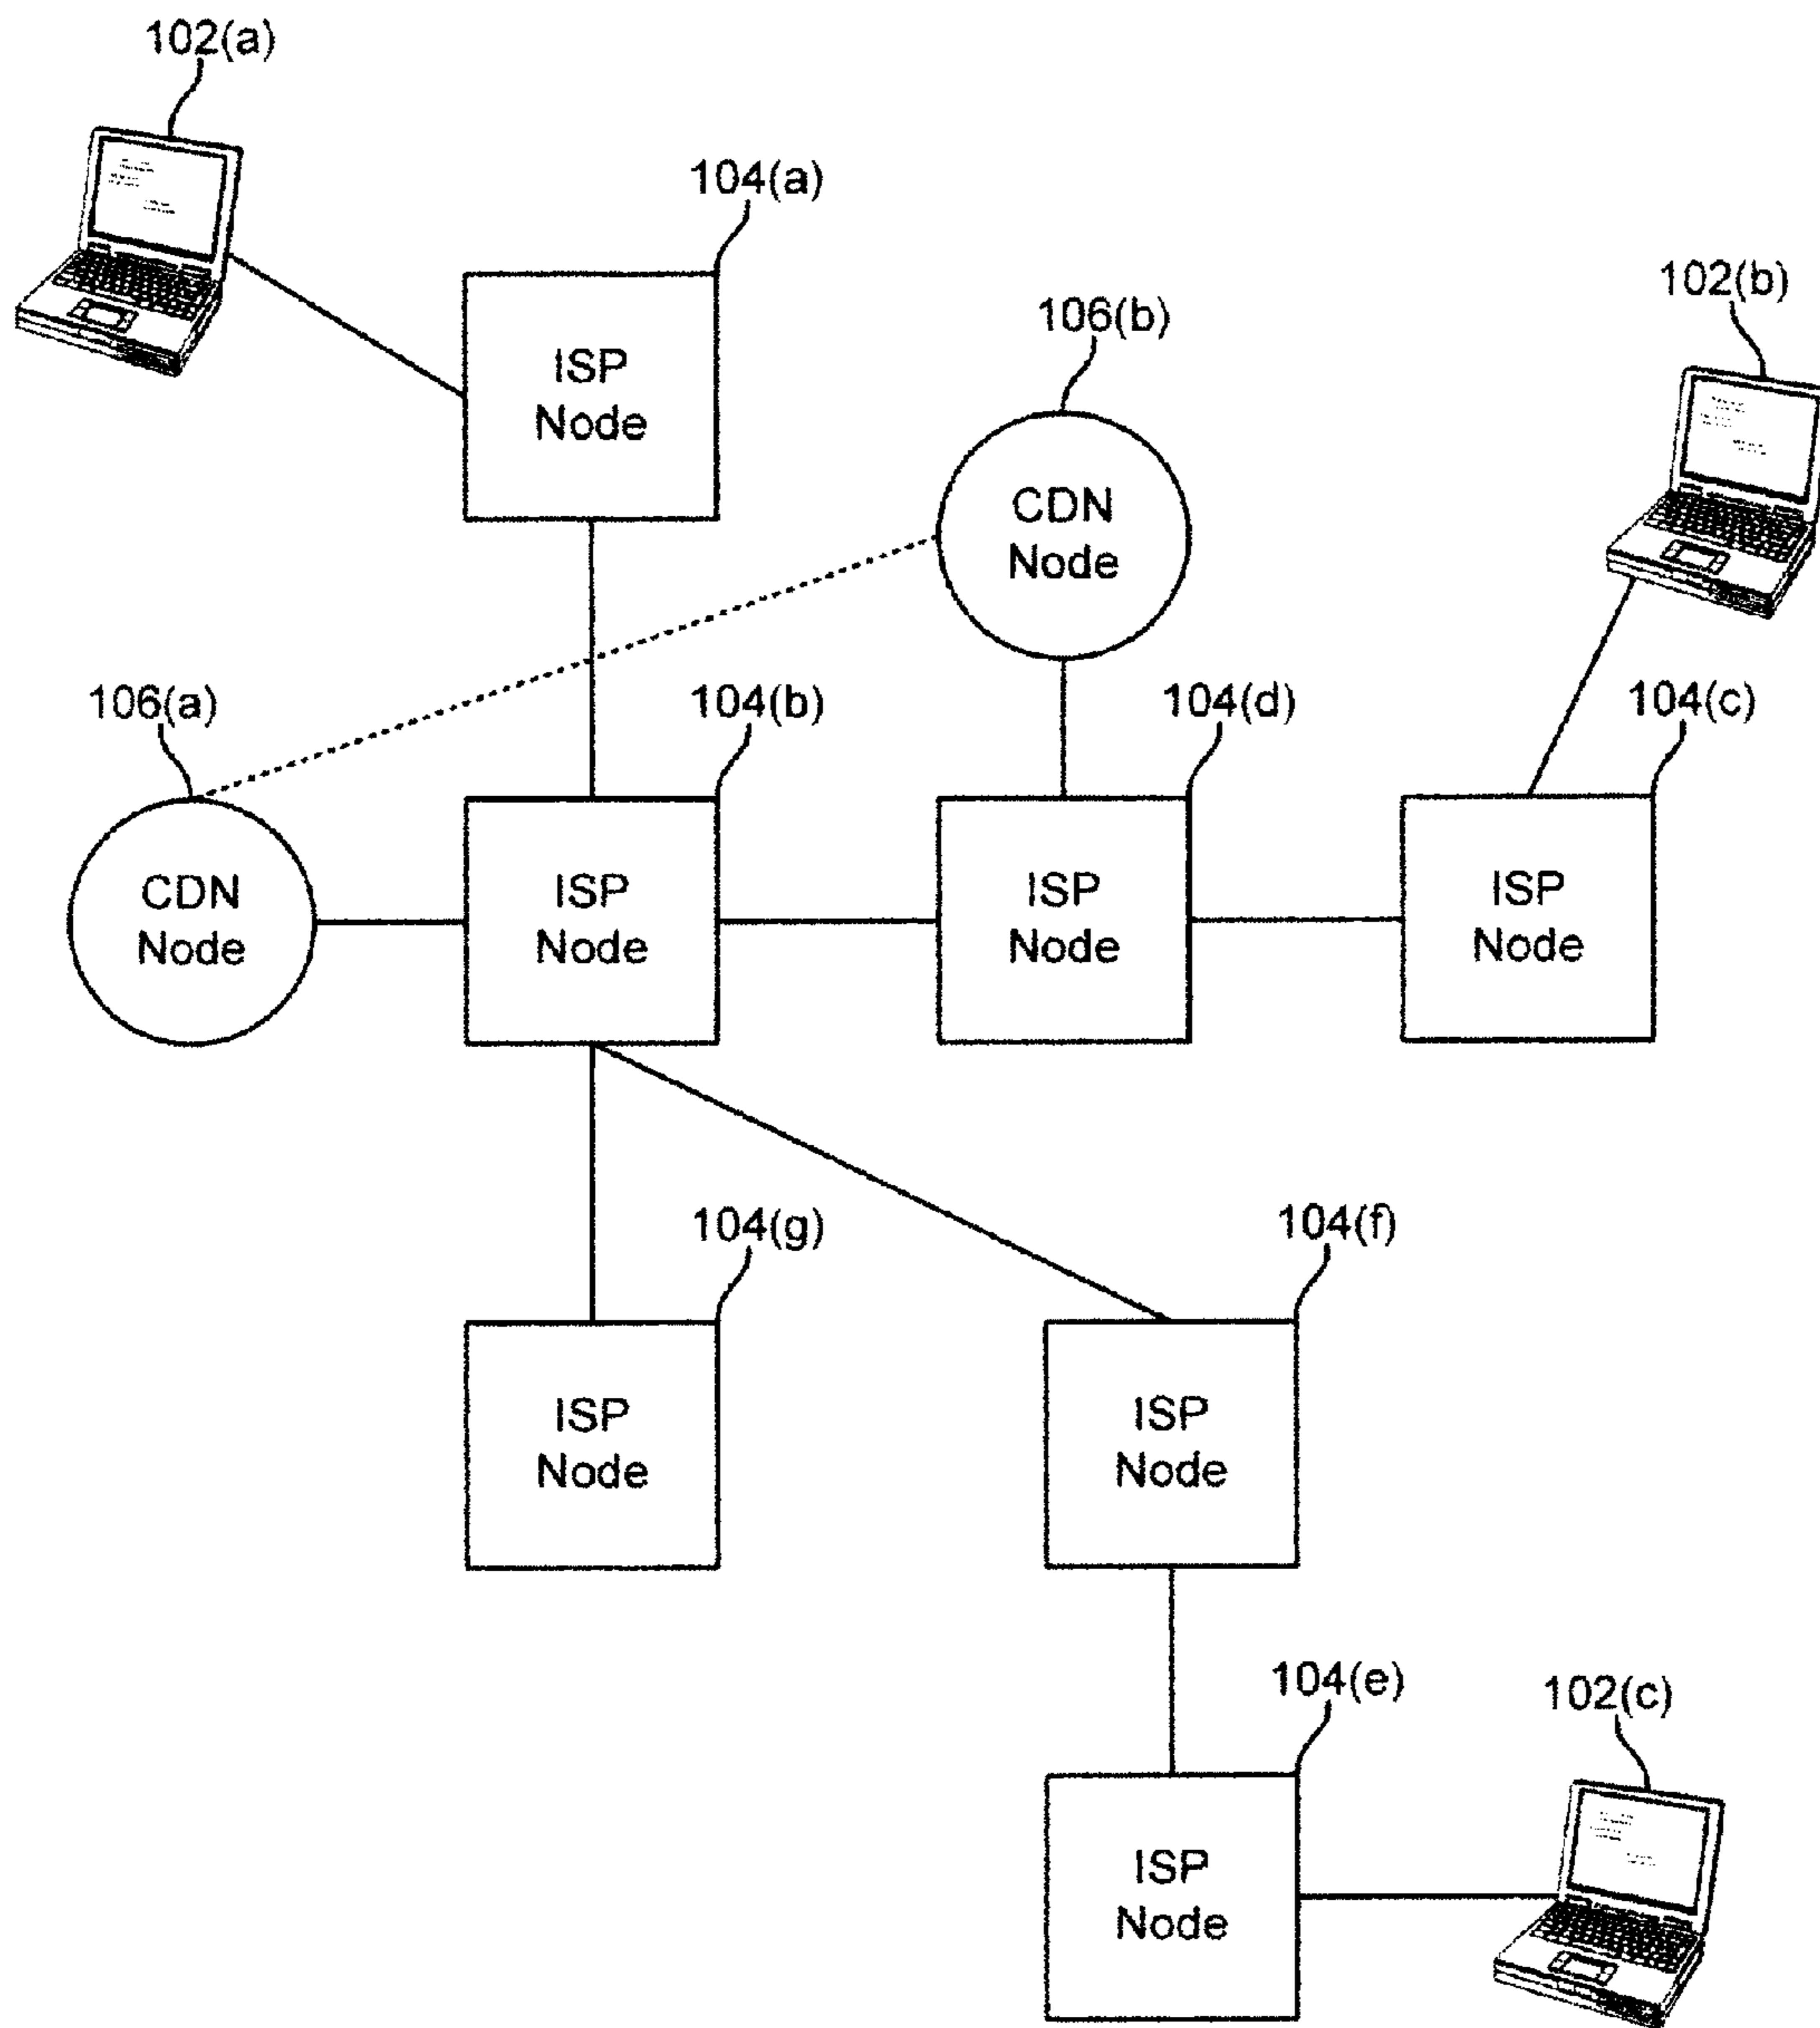 102(a)
104(a)
ISP
Node
106(b)
CDN
Node
102(b)
106(a)
CDN
Node
104(b)
ISP
Node
104(d)
ISP
Node
104(c)
ISP
Node
104(g)
ISP
Node
104(f)
ISP
Node
104(e)
ISP
Node
102(c)